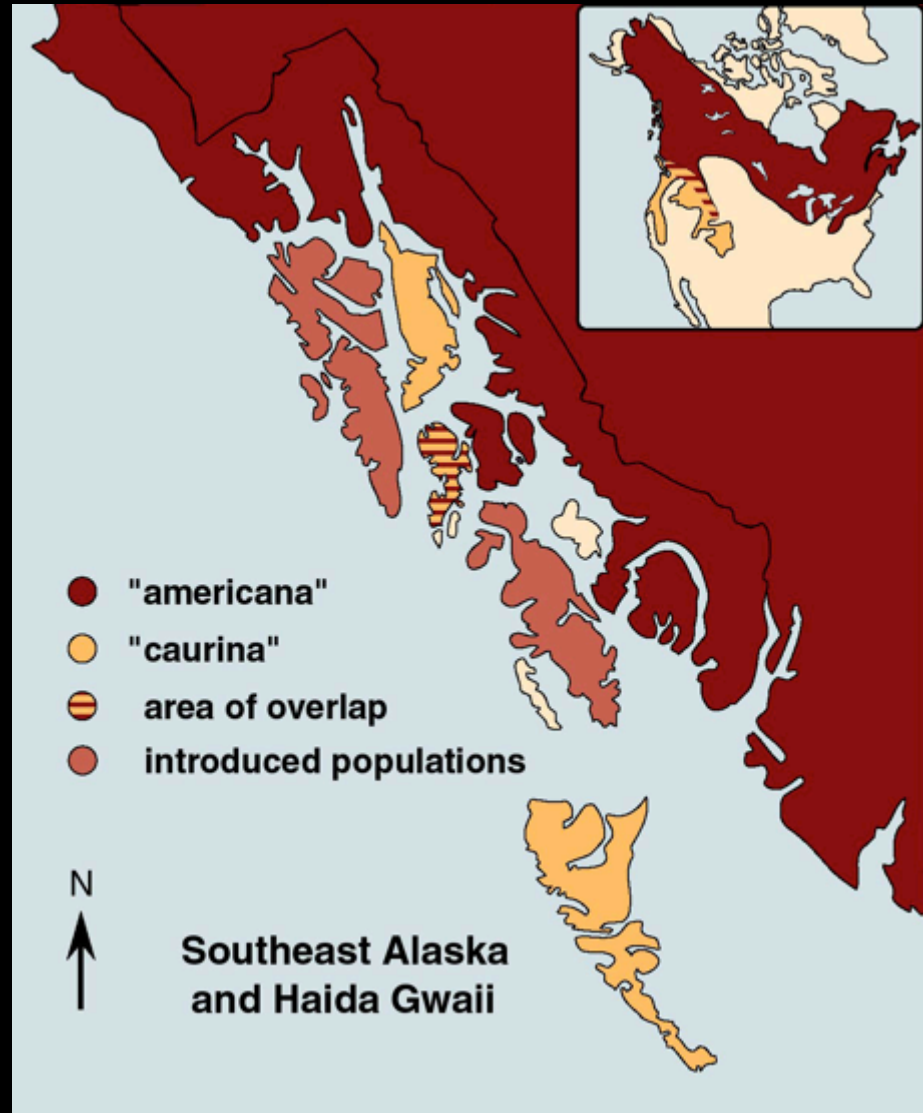 "americana"
"caurina"
area of overlap
introduced populations
N
Southeast Alaska
and Haida Gwaii